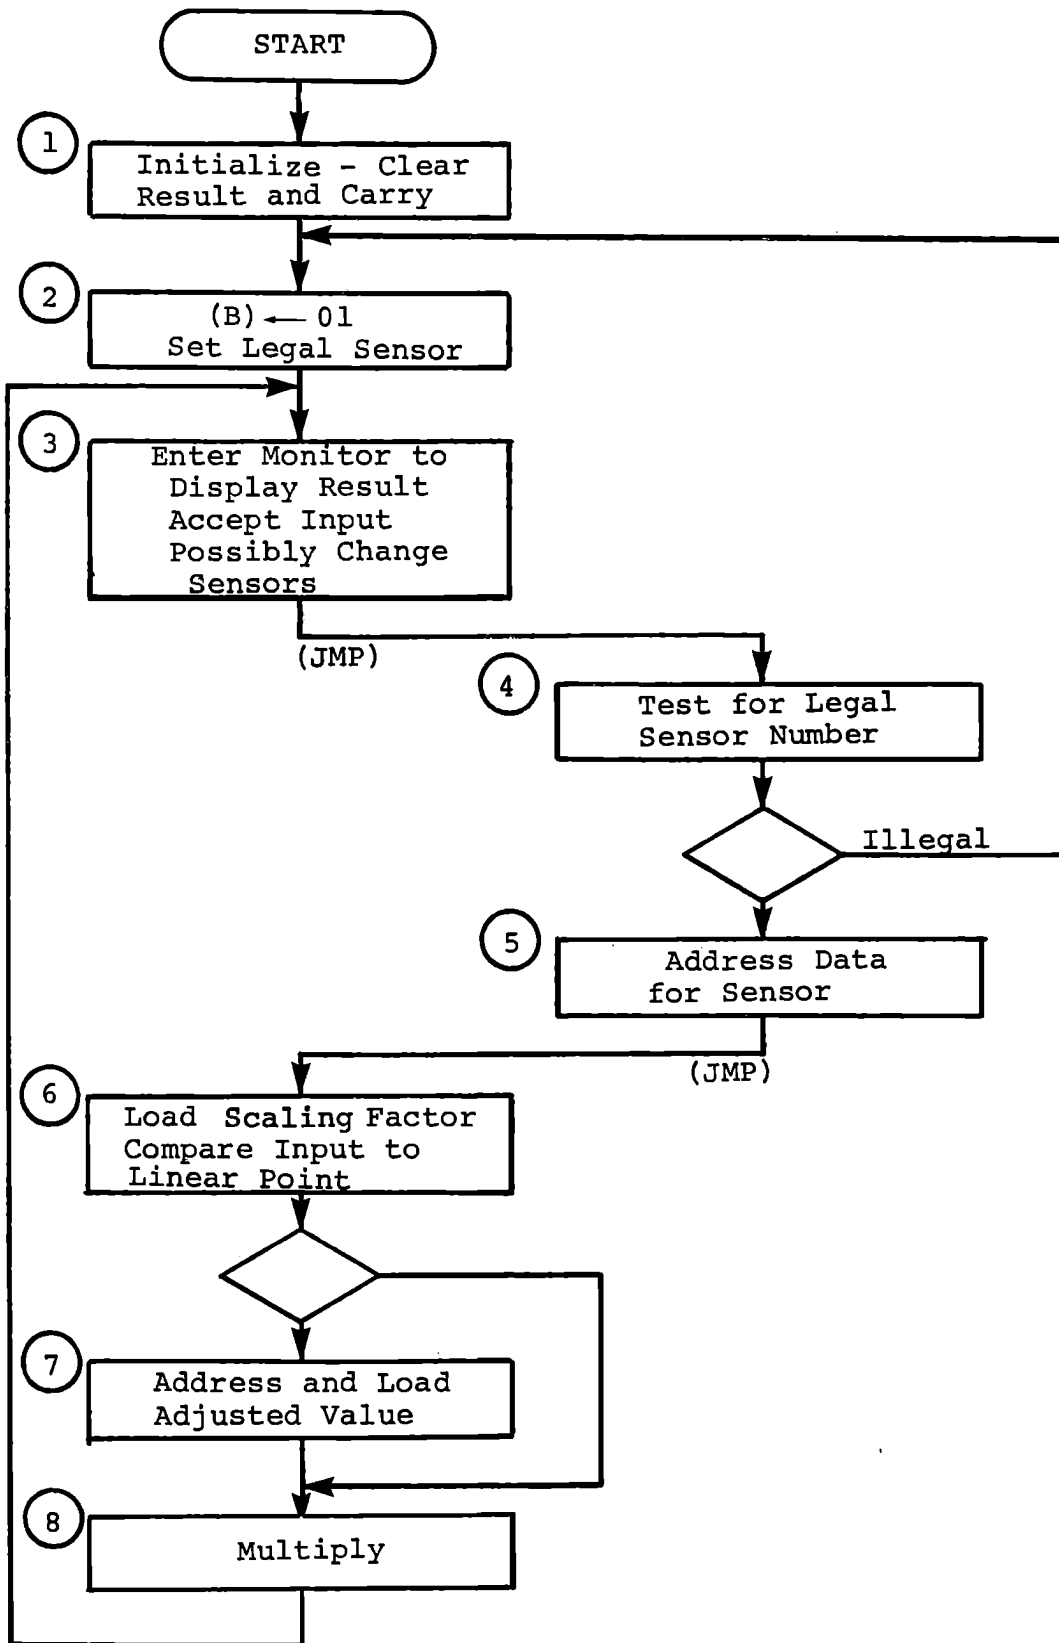 START
1
Initialize - Clear
Result and Carry
2
(B) ← 01
Set Legal Sensor
3
Enter Monitor to
Display Result
Accept Input
Possibly Change
Sensors
(JMP)
4
Test for Legal
Sensor Number
Illegal
5
Address Data
for Sensor
(JMP)
6
Load Scaling Factor
Compare Input to
Linear Point
7
Address and Load
Adjusted Value
8
Multiply